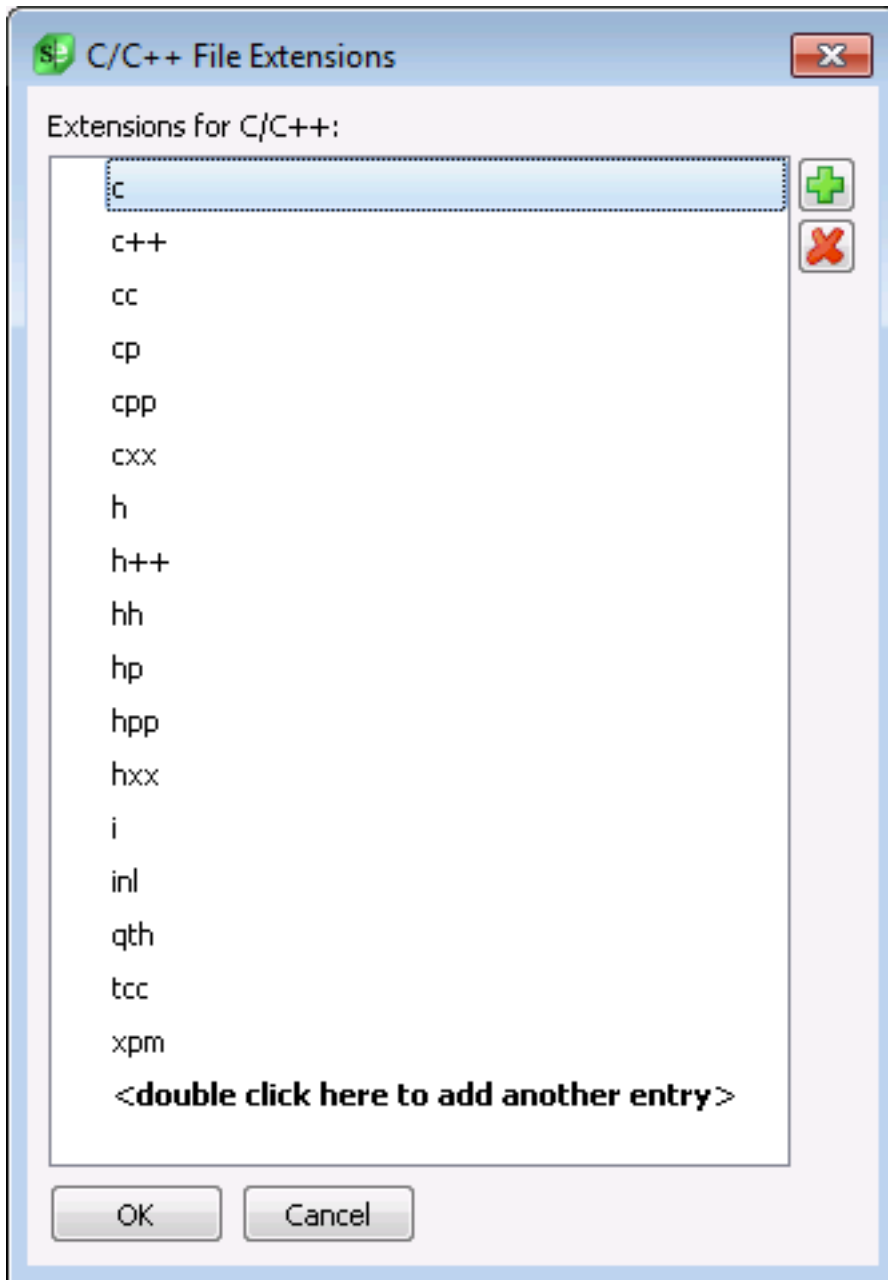 C/C++ File Extensions
Extensions for C/C++:
c
c++
cc
cp
cpp
cxx
h
h++
hh
hp
hpp
hxx
i
inl
qth
tcc
xpm
<double click here to add another entry>
OK Cancel